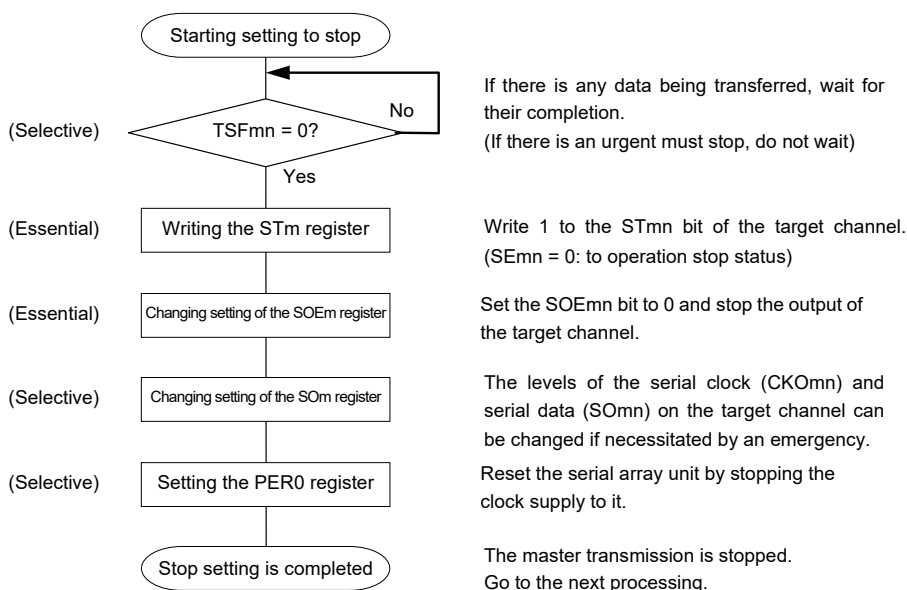 Starting setting to stop
No
If there is any data being transferred, wait for
their completion.
(If there is an urgent must stop, do not wait)
(Selective)
TSFmn = 0?
Yes
(Essential)
Writing the STm register
Write 1 to the STmn bit of the target channel.
(SEmn = 0: to operation stop status)
(Essential)
Changing setting of the SOEm register
Set the SOEmn bit to 0 and stop the output of
the target channel.
(Selective)
Changing setting of the SOm register
The levels of the serial clock (CKOmn) and
serial data (SOmn) on the target channel can
be changed if necessitated by an emergency.
(Selective)
Setting the PER0 register
Reset the serial array unit by stopping the
clock supply to it.
Stop setting is completed
The master transmission is stopped.
Go to the next processing.